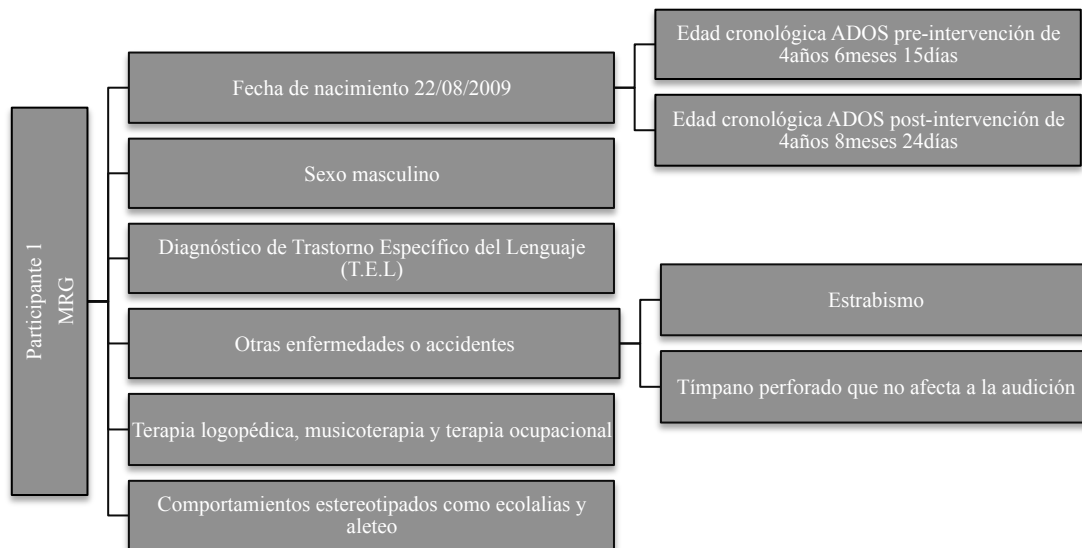 Participante 1
MRG
Fecha de nacimiento 22/08/2009
Edad cronológica ADOS pre-intervención de
4años 6meses 15días
Edad cronológica ADOS post-intervención de
4años 8meses 24días
Sexo masculino
Diagnóstico de Trastorno Específico del Lenguaje
(T.E.L)
Otras enfermedades o accidentes
Estrabismo
Tímpano perforado que no afecta a la audición
Terapia logopédica, musicoterapia y terapia ocupacional
Comportamientos estereotipados como ecolalias y
aleteo